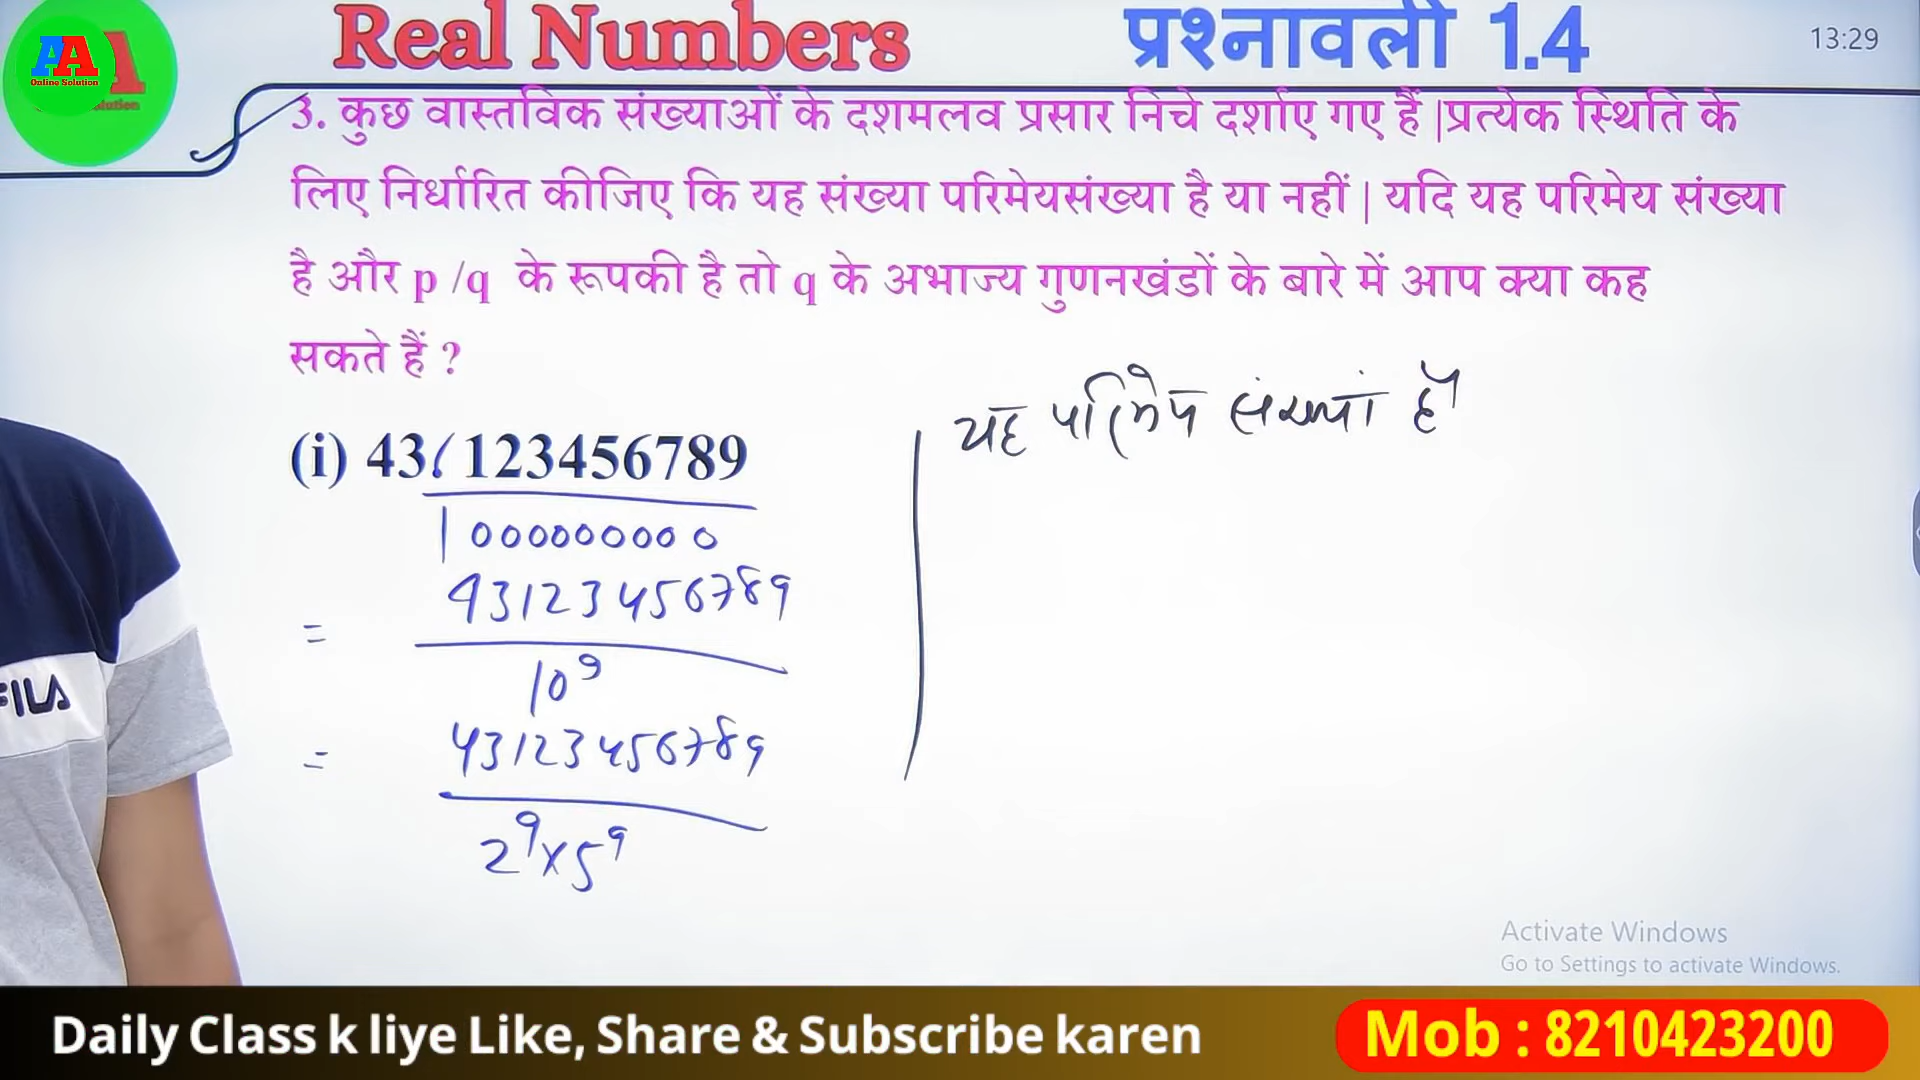 AA
Online Solution
Real Numbers
प्रश्नावली 1.4
13:29
3. कुछ वास्तविक संख्याओं के दशमलव प्रसार निचे दर्शाए गए हैं |प्रत्येक स्थिति के
लिए निर्धारित कीजिए कि यह संख्या परिमेयसंख्या है या नहीं | यदि यह परिमेय संख्या
है और p /q के रूपकी है तो q के अभाज्य गुणनखंडों के बारे में आप क्या कह
सकते हैं ?
यह परिमेय संख्यां है
(i) 43.123456789
1000000000
= 43123456789
10⁹
= 43123456789
2⁹×5⁹
FILA
Activate Windows
Go to Settings to activate Windows.
Daily Class k liye Like, Share & Subscribe karen
Mob : 8210423200